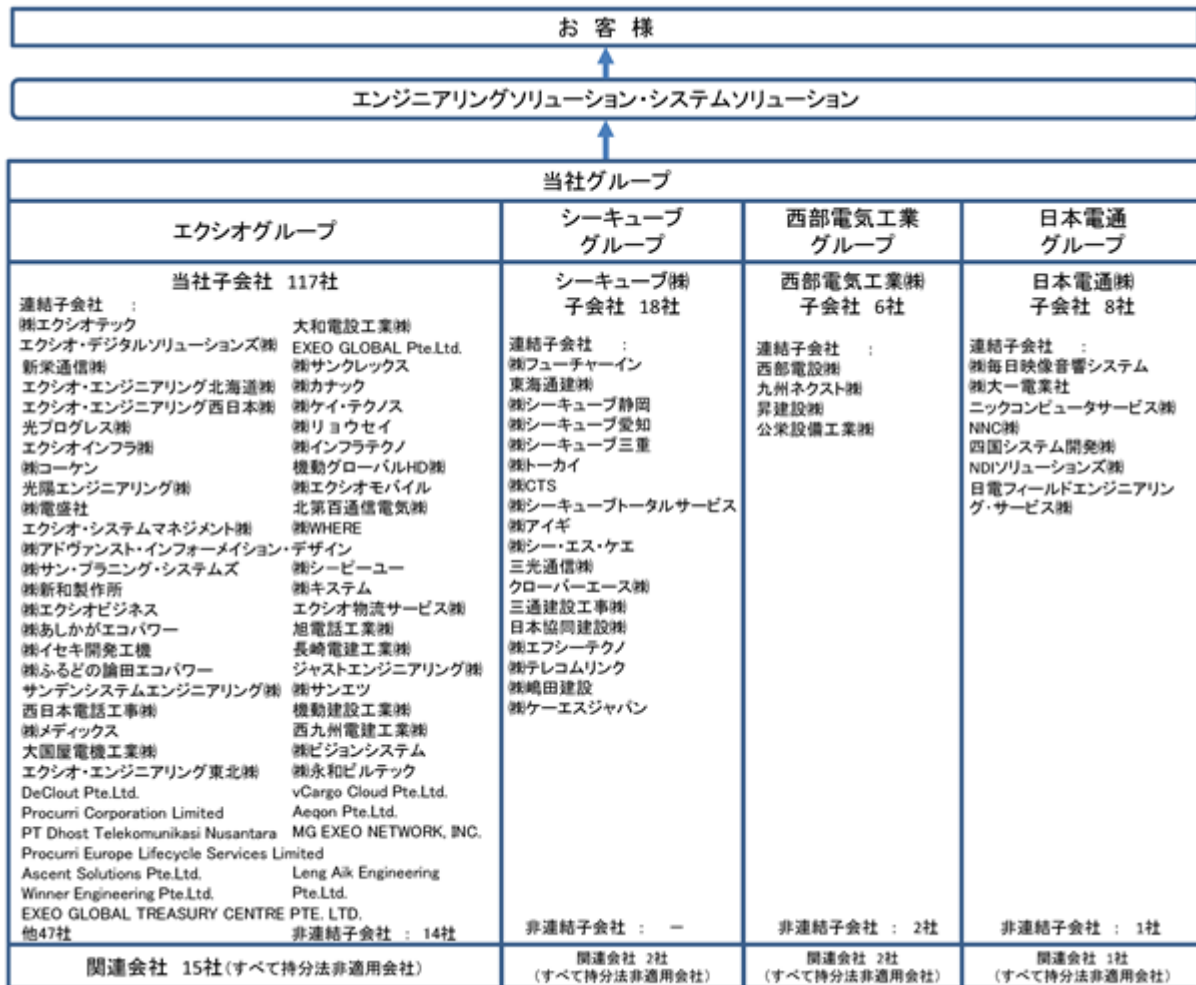 お 客 様
エンジニアリングソリューション・システムソリューション
当社グループ
エクシオグループ
当社子会社 117社
連結子会社 :
㈱エクシオテック
エクシオ・デジタルソリューションズ㈱
新栄通信㈱
エクシオ・エンジニアリング北海道㈱
エクシオ・エンジニアリング西日本㈱
光プログレス㈱
エクシオインフラ㈱
㈱コーケン
光陽エンジニアリング㈱
㈱電盛社
エクシオ・システムマネジメント㈱
㈱アドヴァンスト・インフォーメイション・デザイン
㈱サン・プラニング・システムズ
㈱新和製作所
㈱エクシオビジネス
㈱あしかがエコパワー
㈱イセキ開発工機
㈱ふるどの論田エコパワー
サンデンシステムエンジニアリング㈱
西日本電話工事㈱
㈱メディックス
大国屋電機工業㈱
エクシオ・エンジニアリング東北㈱
DeClout Pte.Ltd.
Procurri Corporation Limited
PT Dhost Telekomunikasi Nusantara
Procurri Europe Lifecycle Services Limited
Ascent Solutions Pte.Ltd.
Winner Engineering Pte.Ltd.
EXEO GLOBAL TREASURY CENTRE PTE. LTD.
他47社
大和電設工業㈱
EXEO GLOBAL Pte.Ltd.
㈱サンクレックス
㈱カナック
㈱ケイ・テクノス
㈱リョウセイ
㈱インフラテクノ
機動グローバルHD㈱
㈱エクシオモバイル
北第百通信電気㈱
㈱WHERE
㈱シーピーユー
㈱キステム
エクシオ物流サービス㈱
旭電話工業㈱
長崎電建工業㈱
ジャストエンジニアリング㈱
㈱サンエツ
機動建設工業㈱
西九州電建工業㈱
㈱ビジョンシステム
㈱永和ビルテック
vCargo Cloud Pte.Ltd.
Aeqon Pte.Ltd.
MG EXEO NETWORK, INC.
Leng Aik Engineering
Pte.Ltd.
非連結子会社 : 14社
関連会社 15社(すべて持分法非適用会社)
シーキューブ
グループ
シーキューブ㈱
子会社 18社
連結子会社 :
㈱フューチャーイン
東海通建㈱
㈱シーキューブ静岡
㈱シーキューブ愛知
㈱シーキューブ三重
㈱トーカイ
㈱CTS
㈱シーキューブトータルサービス
㈱アイギ
㈱シー・エス・ケエ
三光通信㈱
クローバーエース㈱
三通建設工事㈱
日本協同建設㈱
㈱エフシーテクノ
㈱テレコムリンク
㈱嶋田建設
㈱ケーエスジャパン
非連結子会社 : －
関連会社 2社
(すべて持分法非適用会社)
西部電気工業
グループ
西部電気工業㈱
子会社 6社
連結子会社 :
西部電設㈱
九州ネクスト㈱
昇建設㈱
公栄設備工業㈱
非連結子会社 : 2社
関連会社 2社
(すべて持分法非適用会社)
日本電通
グループ
日本電通㈱
子会社 8社
連結子会社 :
㈱毎日映像音響システム
㈱大一電業社
ニックコンピュータサービス㈱
NNC㈱
四国システム開発㈱
NDIソリューションズ㈱
日電フィールドエンジニアリン
グ・サービス㈱
非連結子会社 : 1社
関連会社 1社
(すべて持分法非適用会社)